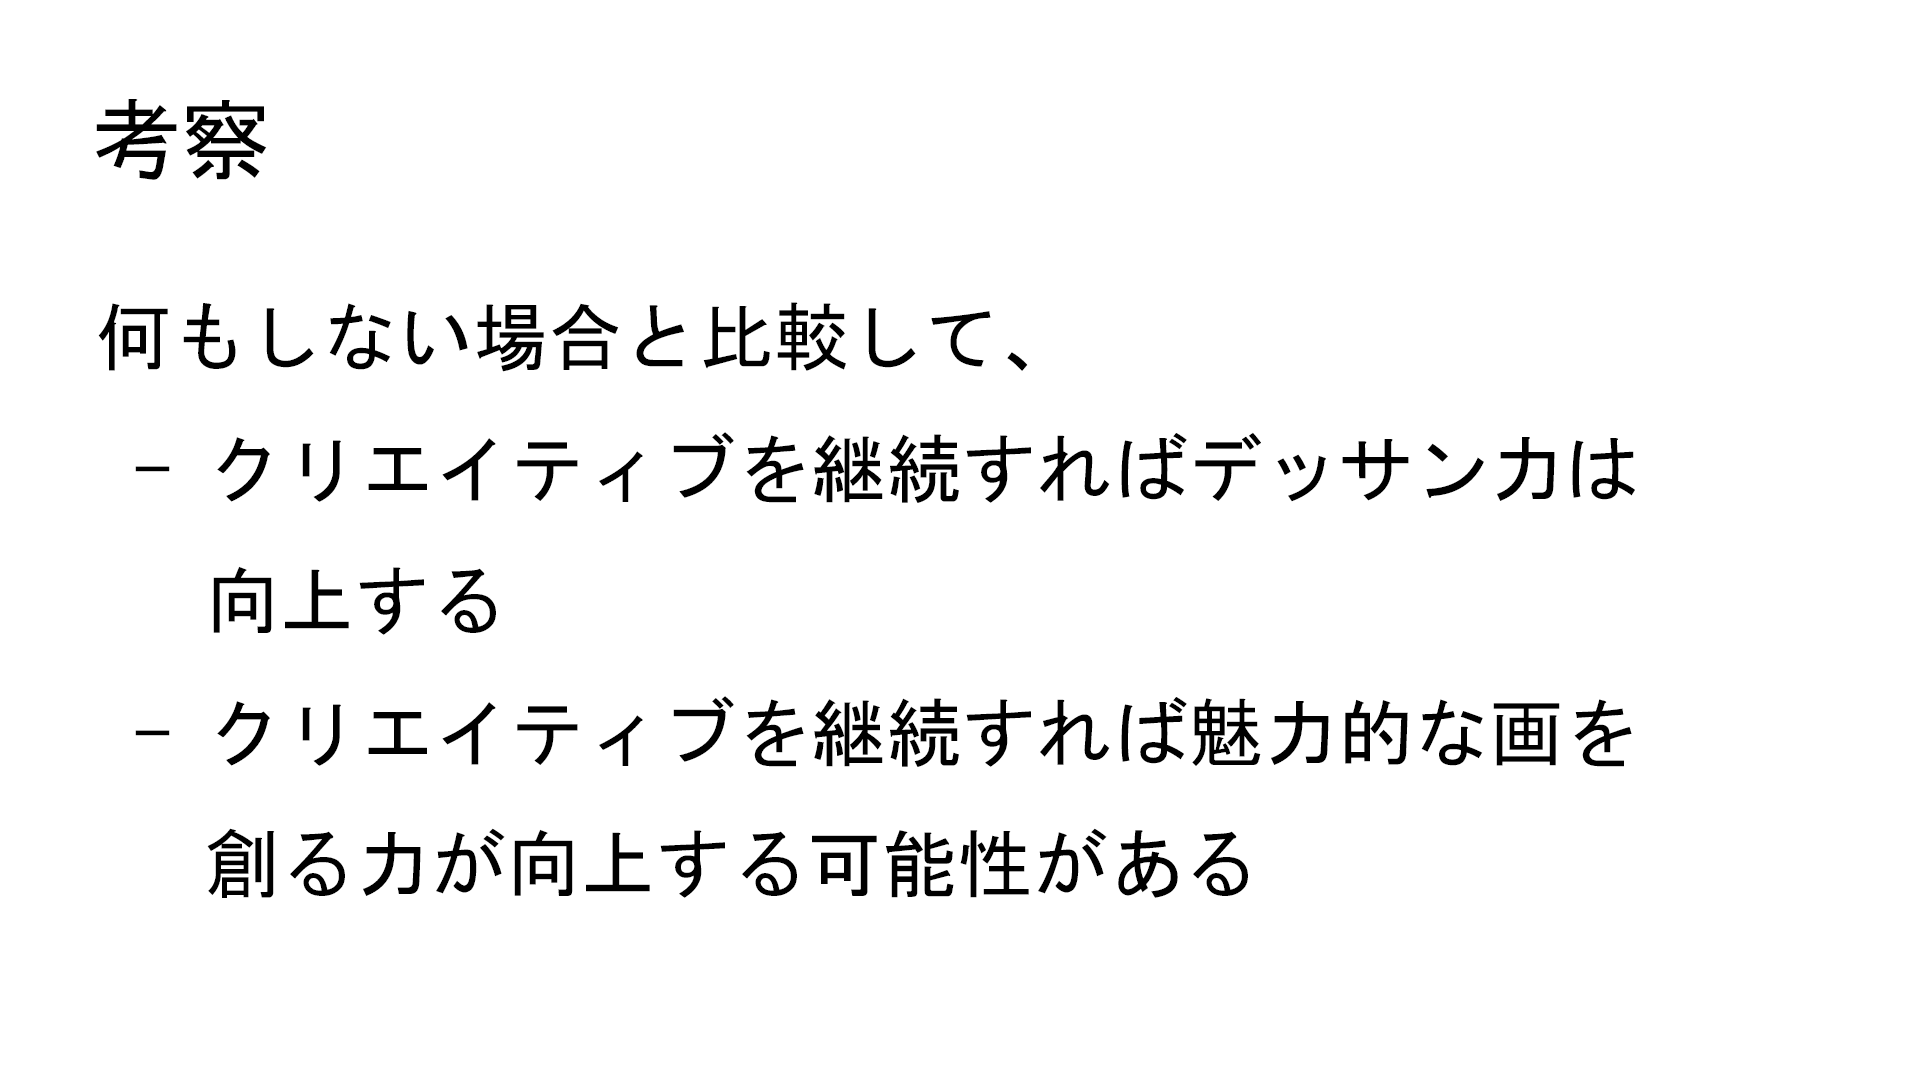 考察
何もしない場合と比較して、
- クリエイティブを継続すればデッサン力は
向上する
- クリエイティブを継続すれば魅力的な画を
創る力が向上する可能性がある